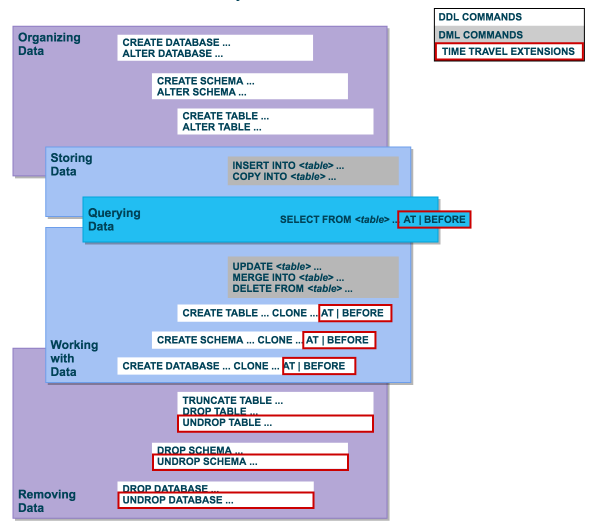 DDL COMMANDS
DML COMMANDS
TIME TRAVEL EXTENSIONS
Organizing
Data
CREATE DATABASE ...
ALTER DATABASE ...
CREATE SCHEMA ...
ALTER SCHEMA ...
CREATE TABLE ...
ALTER TABLE ...
Storing
Data
INSERT INTO <table> ...
COPY INTO <table> ...
Querying
Data
SELECT FROM <table> ... AT | BEFORE
UPDATE <table> ...
MERGE INTO <table> ...
DELETE FROM <table> ...
CREATE TABLE ... CLONE ... AT | BEFORE
CREATE SCHEMA ... CLONE ... AT | BEFORE
Working
with
Data
CREATE DATABASE ... CLONE ... AT | BEFORE
TRUNCATE TABLE ...
DROP TABLE ...
UNDROP TABLE ...
DROP SCHEMA ...
UNDROP SCHEMA ...
Removing
Data
DROP DATABASE ...
UNDROP DATABASE ...